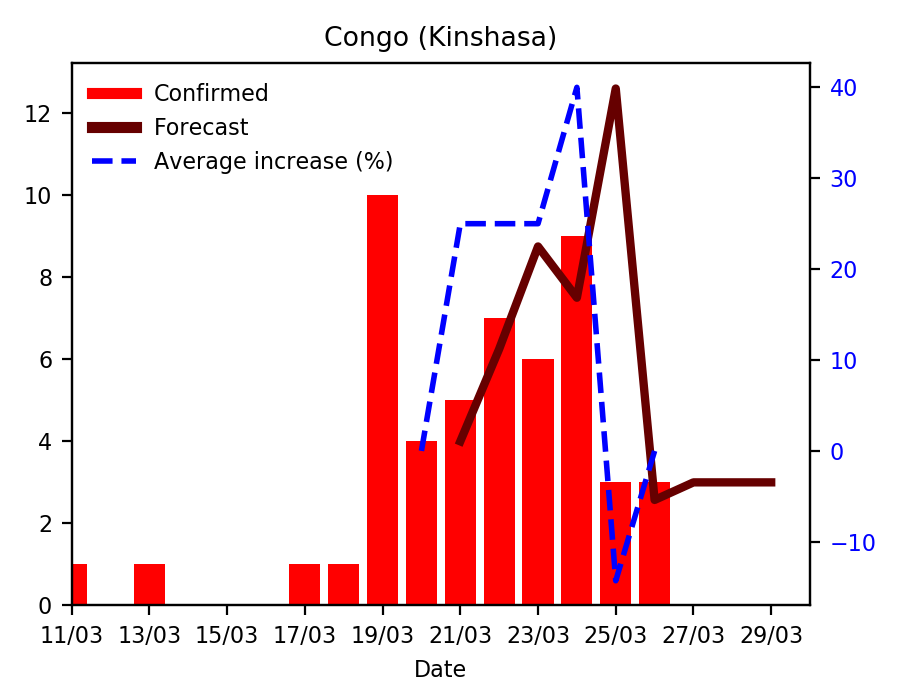 Congo (Kinshasa)
Confirmed
Forecast
Average increase (%)
12
10
8
6
4
2
0
40
30
20
10
0
−10
11/03 13/03 15/03 17/03 19/03 21/03 23/03 25/03 27/03 29/03
Date